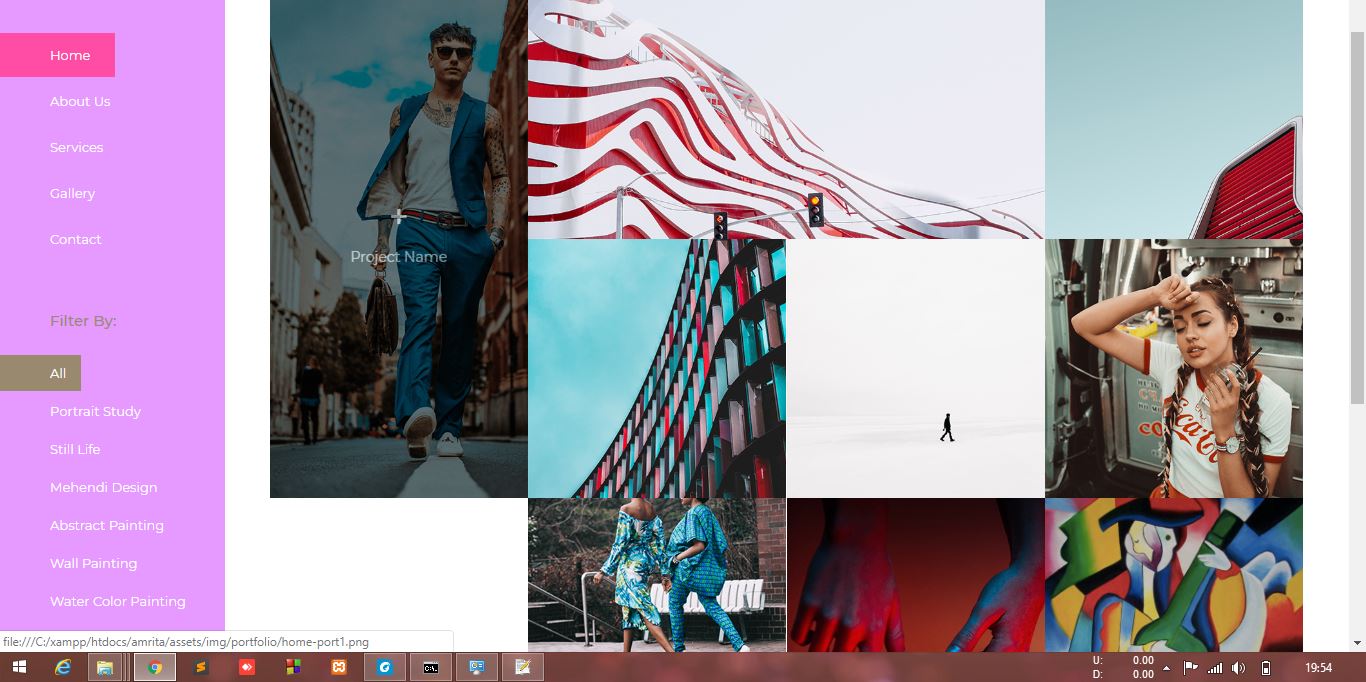 Home
About Us
Services
Gallery
Contact
Filter By:
All
Portrait Study
Still Life
Mehendi Design
Abstract Painting
Wall Painting
Water Color Painting
Project Name
file:///C:/xampp/htdocs/amrita/assets/img/portfolio/home-port1.png
U: 0.00
D: 0.00
19:54